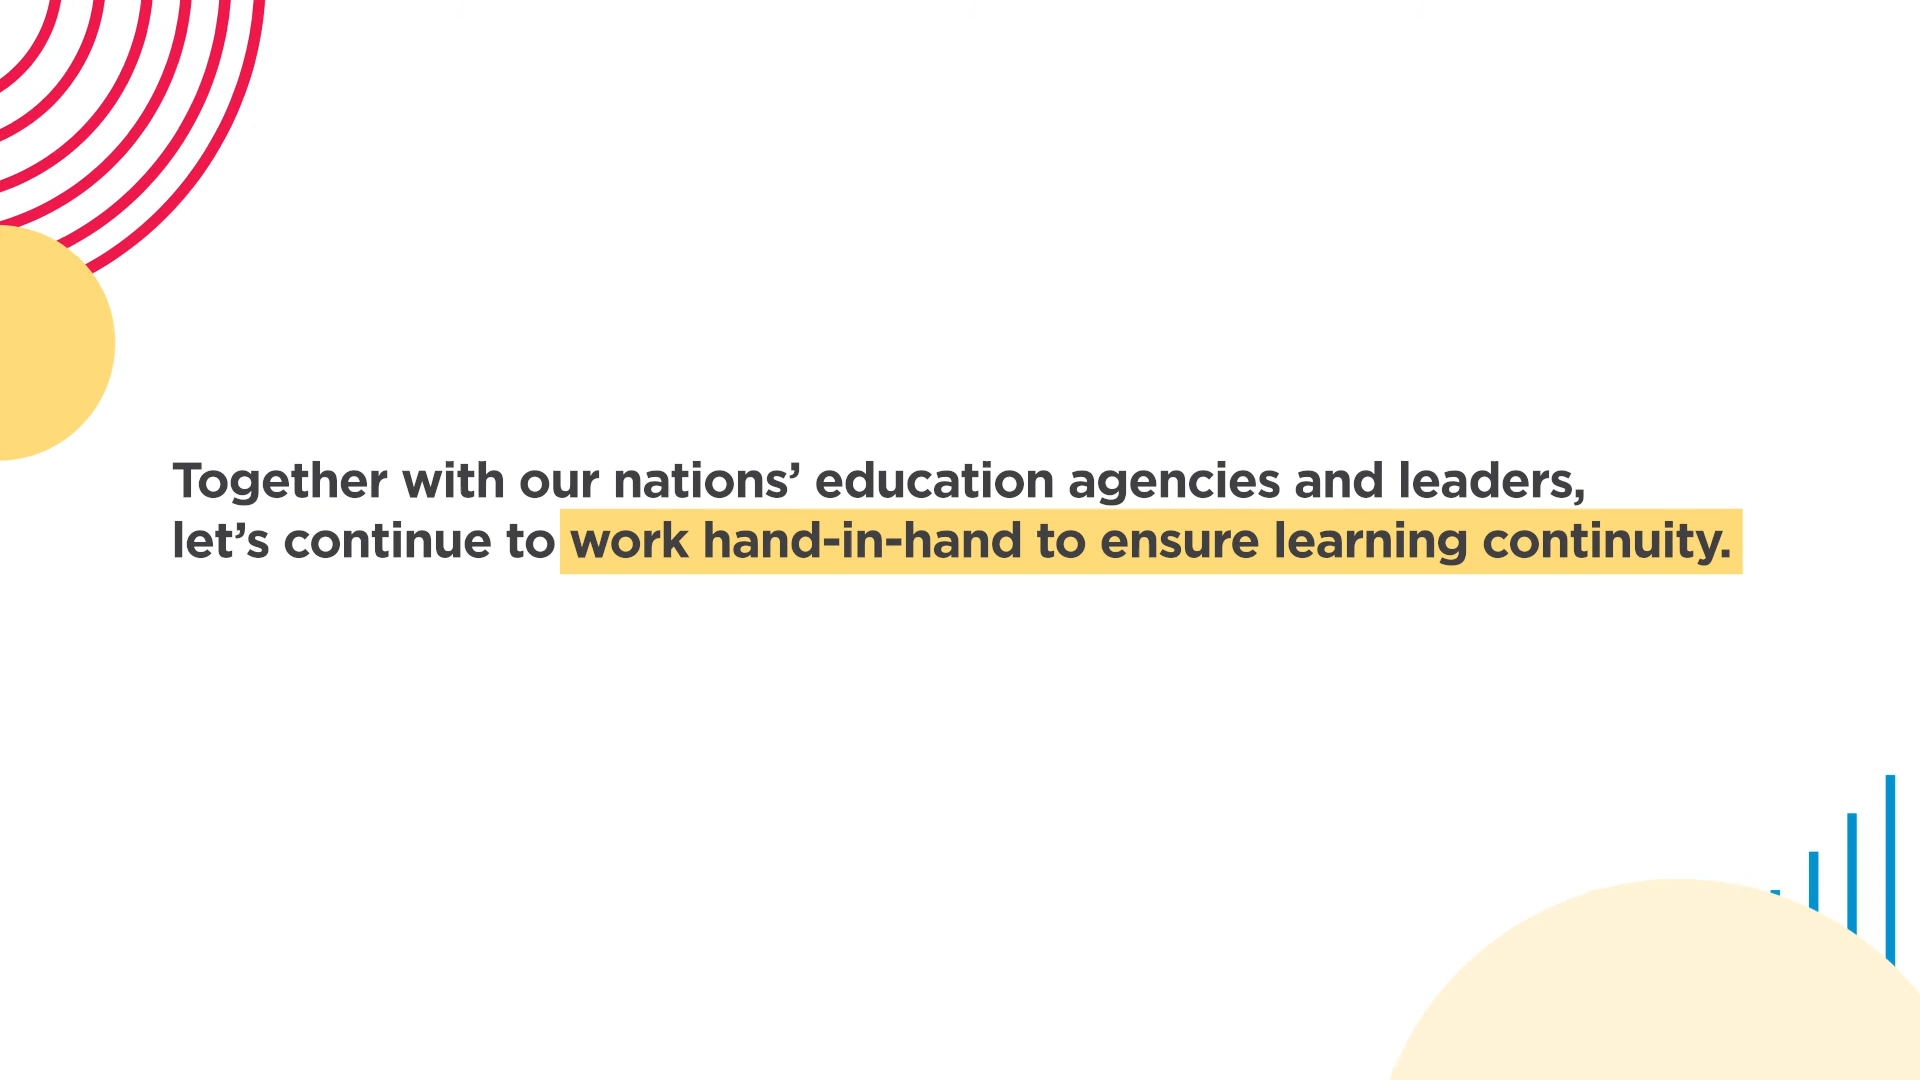 Together with our nations’ education agencies and leaders,
let’s continue to work hand-in-hand to ensure learning continuity.